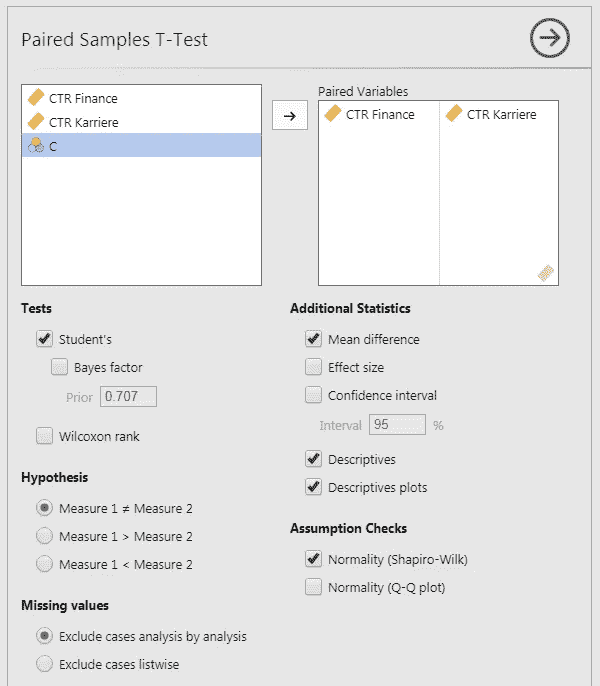 Paired Samples T-Test
CTR Finance
CTR Karriere
C
Paired Variables
CTR Finance
CTR Karriere
Tests
Student's
Bayes factor
Prior 0.707
Wilcoxon rank
Hypothesis
Measure 1 ≠ Measure 2
Measure 1 > Measure 2
Measure 1 < Measure 2
Missing values
Exclude cases analysis by analysis
Exclude cases listwise
Additional Statistics
Mean difference
Effect size
Confidence interval
Interval 95 %
Descriptives
Descriptives plots
Assumption Checks
Normality (Shapiro-Wilk)
Normality (Q-Q plot)